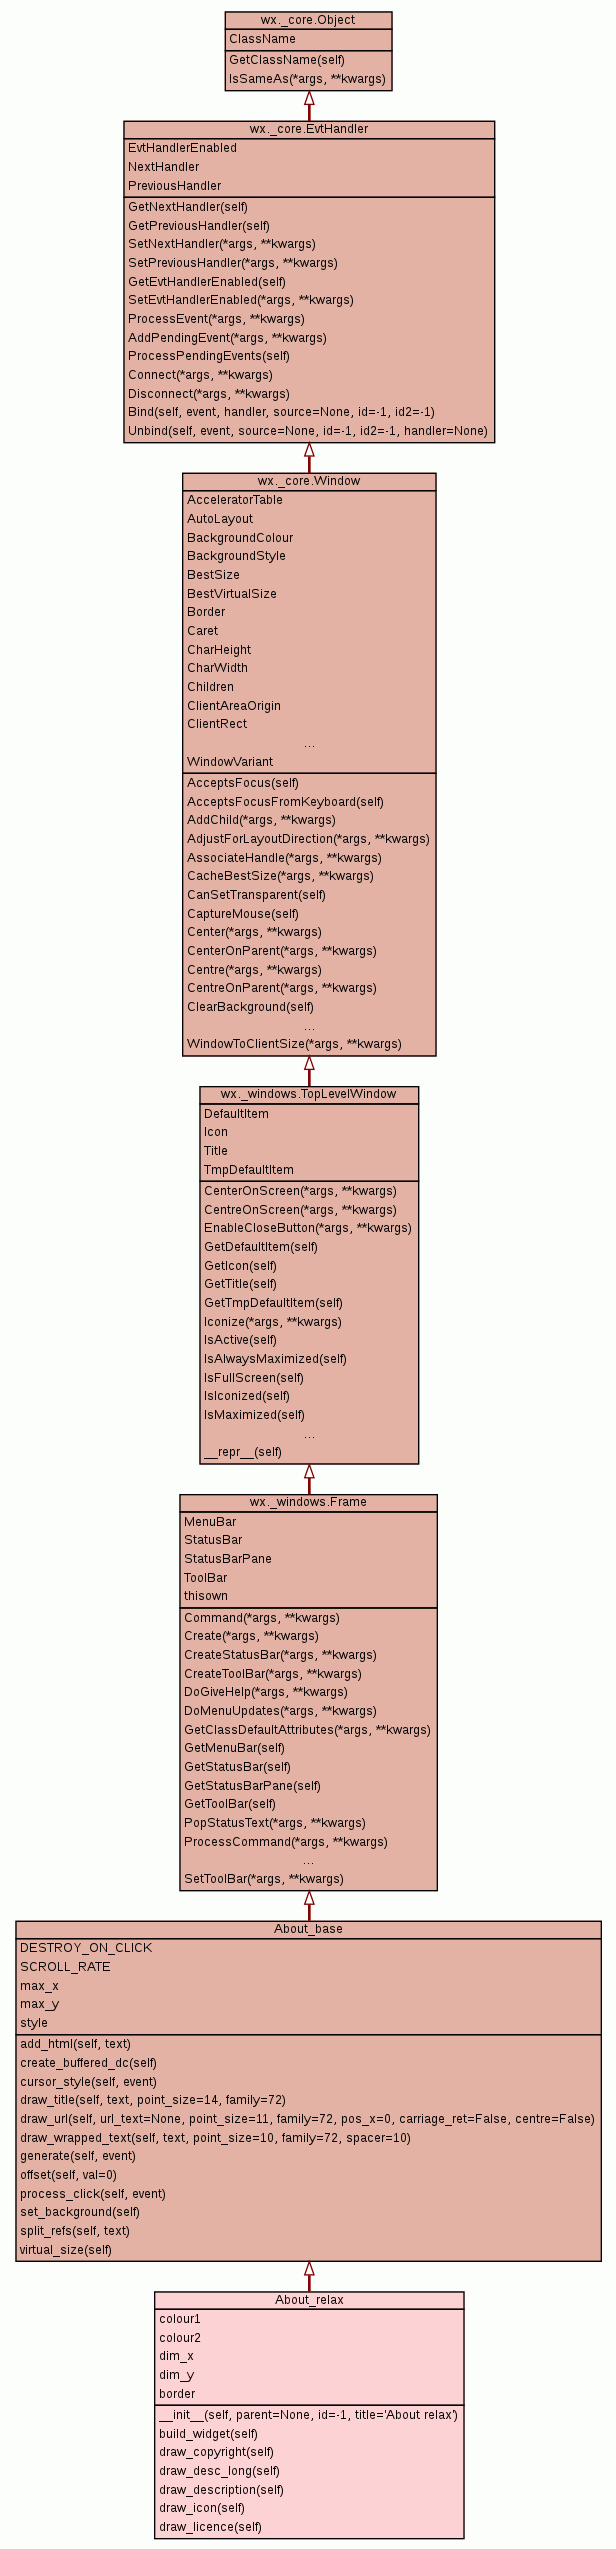 wx._core.Object
ClassName
GetClassName(self)
IsSameAs(*args, **kwargs)
wx._core.EvtHandler
EvtHandlerEnabled
NextHandler
PreviousHandler
GetNextHandler(self)
GetPreviousHandler(self)
SetNextHandler(*args, **kwargs)
SetPreviousHandler(*args, **kwargs)
GetEvtHandlerEnabled(self)
SetEvtHandlerEnabled(*args, **kwargs)
ProcessEvent(*args, **kwargs)
AddPendingEvent(*args, **kwargs)
ProcessPendingEvents(self)
Connect(*args, **kwargs)
Disconnect(*args, **kwargs)
Bind(self, event, handler, source=None, id=-1, id2=-1)
Unbind(self, event, source=None, id=-1, id2=-1, handler=None)
wx._core.Window
AcceleratorTable
AutoLayout
BackgroundColour
BackgroundStyle
BestSize
BestVirtualSize
Border
Caret
CharHeight
CharWidth
Children
ClientAreaOrigin
ClientRect
...
WindowVariant
AcceptsFocus(self)
AcceptsFocusFromKeyboard(self)
AddChild(*args, **kwargs)
AdjustForLayoutDirection(*args, **kwargs)
AssociateHandle(*args, **kwargs)
CacheBestSize(*args, **kwargs)
CanSetTransparent(self)
CaptureMouse(self)
Center(*args, **kwargs)
CenterOnParent(*args, **kwargs)
Centre(*args, **kwargs)
CentreOnParent(*args, **kwargs)
ClearBackground(self)
...
WindowToClientSize(*args, **kwargs)
wx._windows.TopLevelWindow
DefaultItem
Icon
Title
TmpDefaultItem
CenterOnScreen(*args, **kwargs)
CentreOnScreen(*args, **kwargs)
EnableCloseButton(*args, **kwargs)
GetDefaultItem(self)
GetIcon(self)
GetTitle(self)
GetTmpDefaultItem(self)
Iconize(*args, **kwargs)
IsActive(self)
IsAlwaysMaximized(self)
IsFullScreen(self)
IsIconized(self)
IsMaximized(self)
...
__repr__(self)
wx._windows.Frame
MenuBar
StatusBar
StatusBarPane
ToolBar
thisown
Command(*args, **kwargs)
Create(*args, **kwargs)
CreateStatusBar(*args, **kwargs)
CreateToolBar(*args, **kwargs)
DoGiveHelp(*args, **kwargs)
DoMenuUpdates(*args, **kwargs)
GetClassDefaultAttributes(*args, **kwargs)
GetMenuBar(self)
GetStatusBar(self)
GetStatusBarPane(self)
GetToolBar(self)
PopStatusText(*args, **kwargs)
ProcessCommand(*args, **kwargs)
...
SetToolBar(*args, **kwargs)
About_base
DESTROY_ON_CLICK
SCROLL_RATE
max_x
max_y
style
add_html(self, text)
create_buffered_dc(self)
cursor_style(self, event)
draw_title(self, text, point_size=14, family=72)
draw_url(self, url_text=None, point_size=11, family=72, pos_x=0, carriage_ret=False, centre=False)
draw_wrapped_text(self, text, point_size=10, family=72, spacer=10)
generate(self, event)
offset(self, val=0)
process_click(self, event)
set_background(self)
split_refs(self, text)
virtual_size(self)
About_relax
colour1
colour2
dim_x
dim_y
border
__init__(self, parent=None, id=-1, title='About relax')
build_widget(self)
draw_copyright(self)
draw_desc_long(self)
draw_description(self)
draw_icon(self)
draw_licence(self)